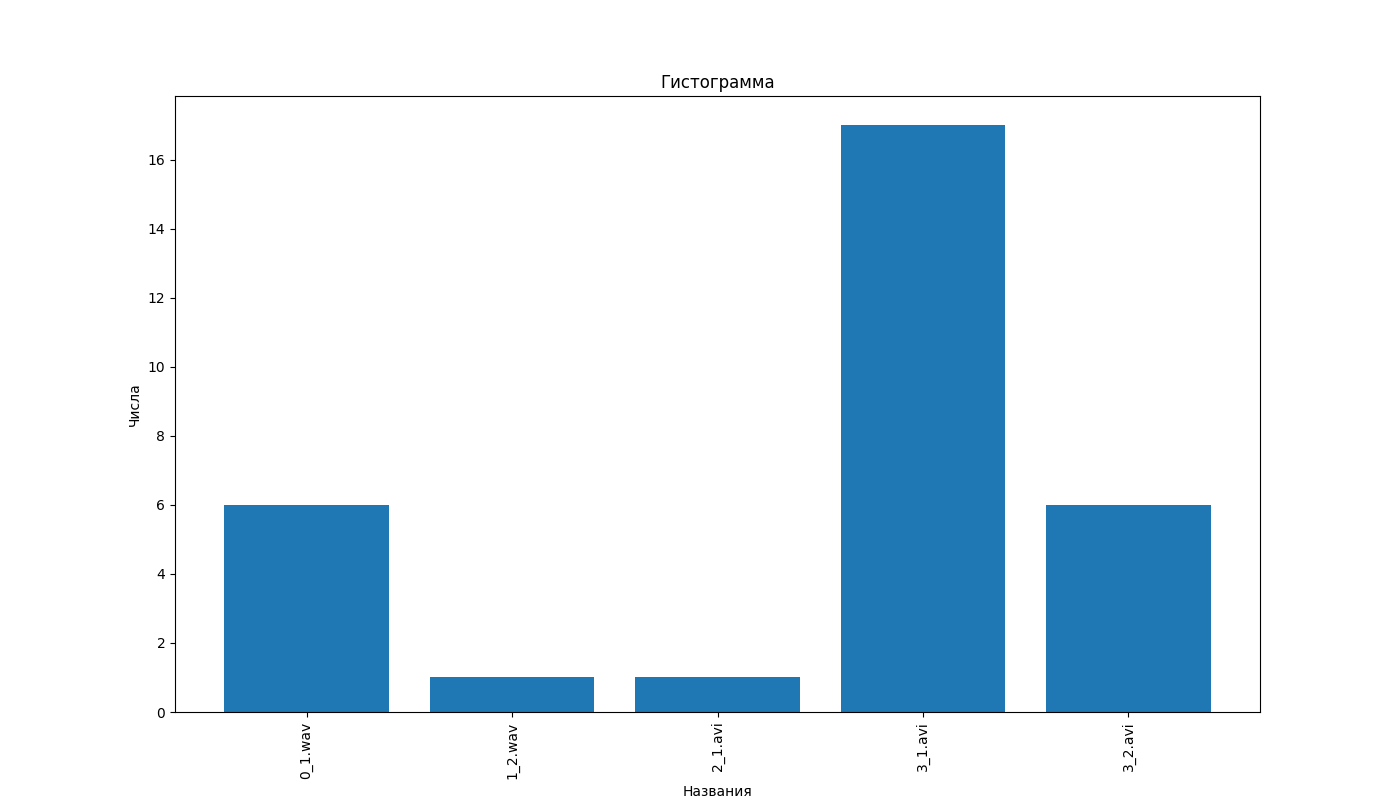 Гистограмма
Числа
16
14
12
10
8
6
4
2
0
0_1.wav
1_2.wav
2_1.avi
3_1.avi
3_2.avi
Названия